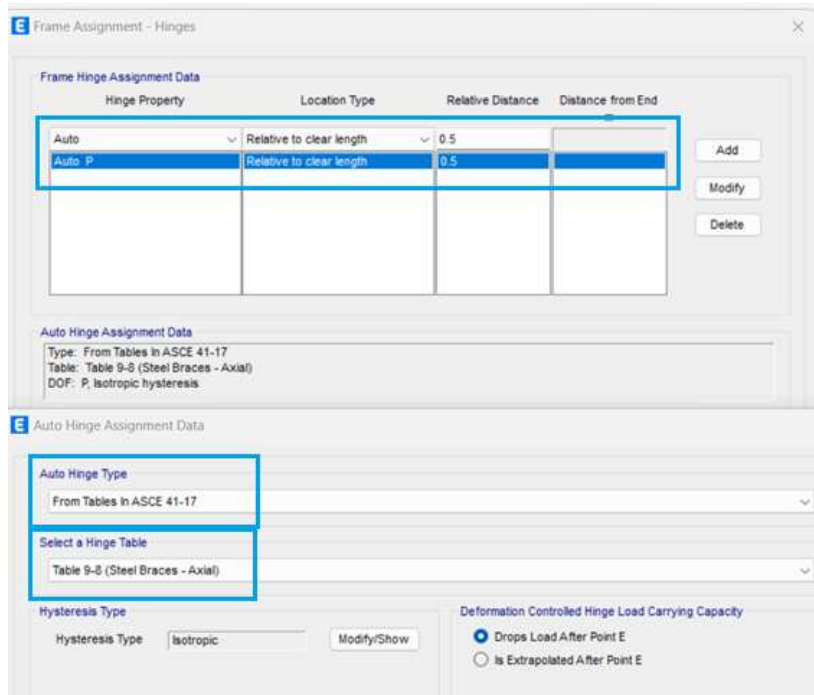 E Frame Assignment - Hinges
Frame Hinge Assignment Data
Hinge Property Location Type Relative Distance Distance from End
Auto Relative to clear length 0.5
Auto P Relative to clear length 0.5
Add
Modify
Delete
Auto Hinge Assignment Data
Type: From Tables In ASCE 41-17
Table: Table 9-8 (Steel Braces - Axial)
DOF: P, Isotropic hysteresis
E Auto Hinge Assignment Data
Auto Hinge Type
From Tables In ASCE 41-17
Select a Hinge Table
Table 9-8 (Steel Braces - Axial)
Hysteresis Type
Hysteresis Type Isotropic Modify/Show
Deformation Controlled Hinge Load Carrying Capacity
Drops Load After Point E
Is Extrapolated After Point E